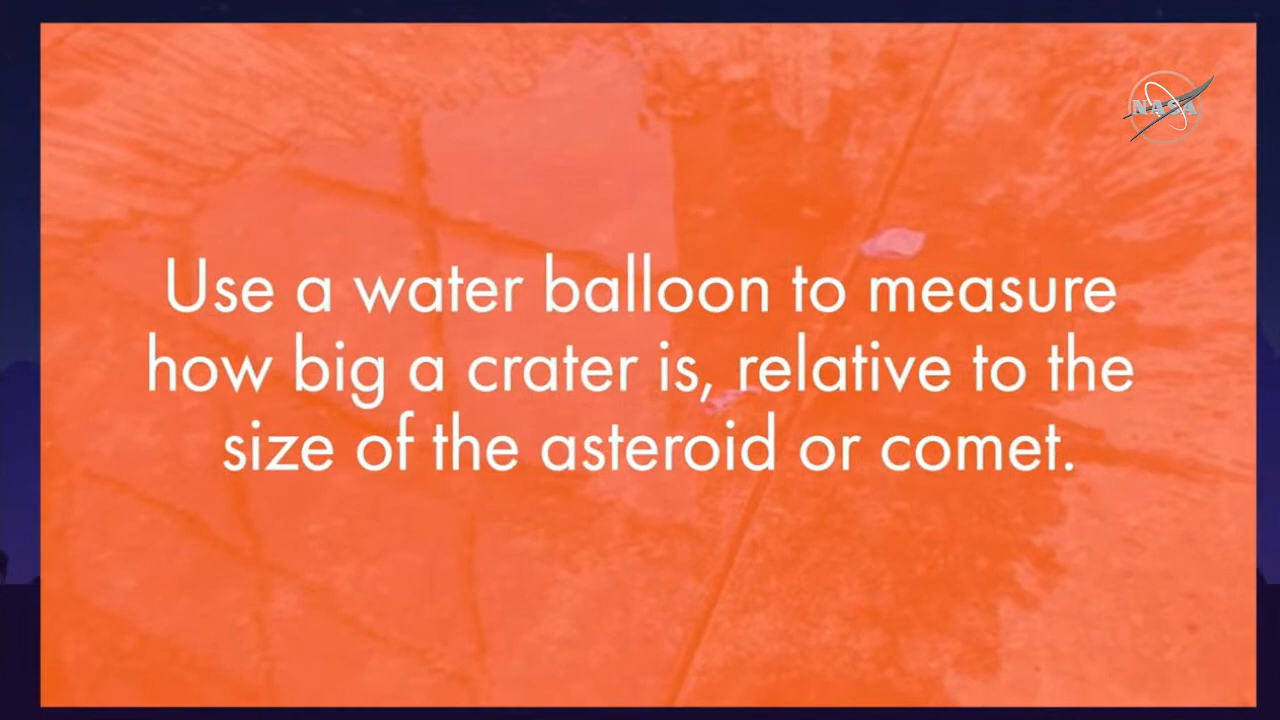 NASA
Use a water balloon to measure
how big a crater is, relative to the
size of the asteroid or comet.